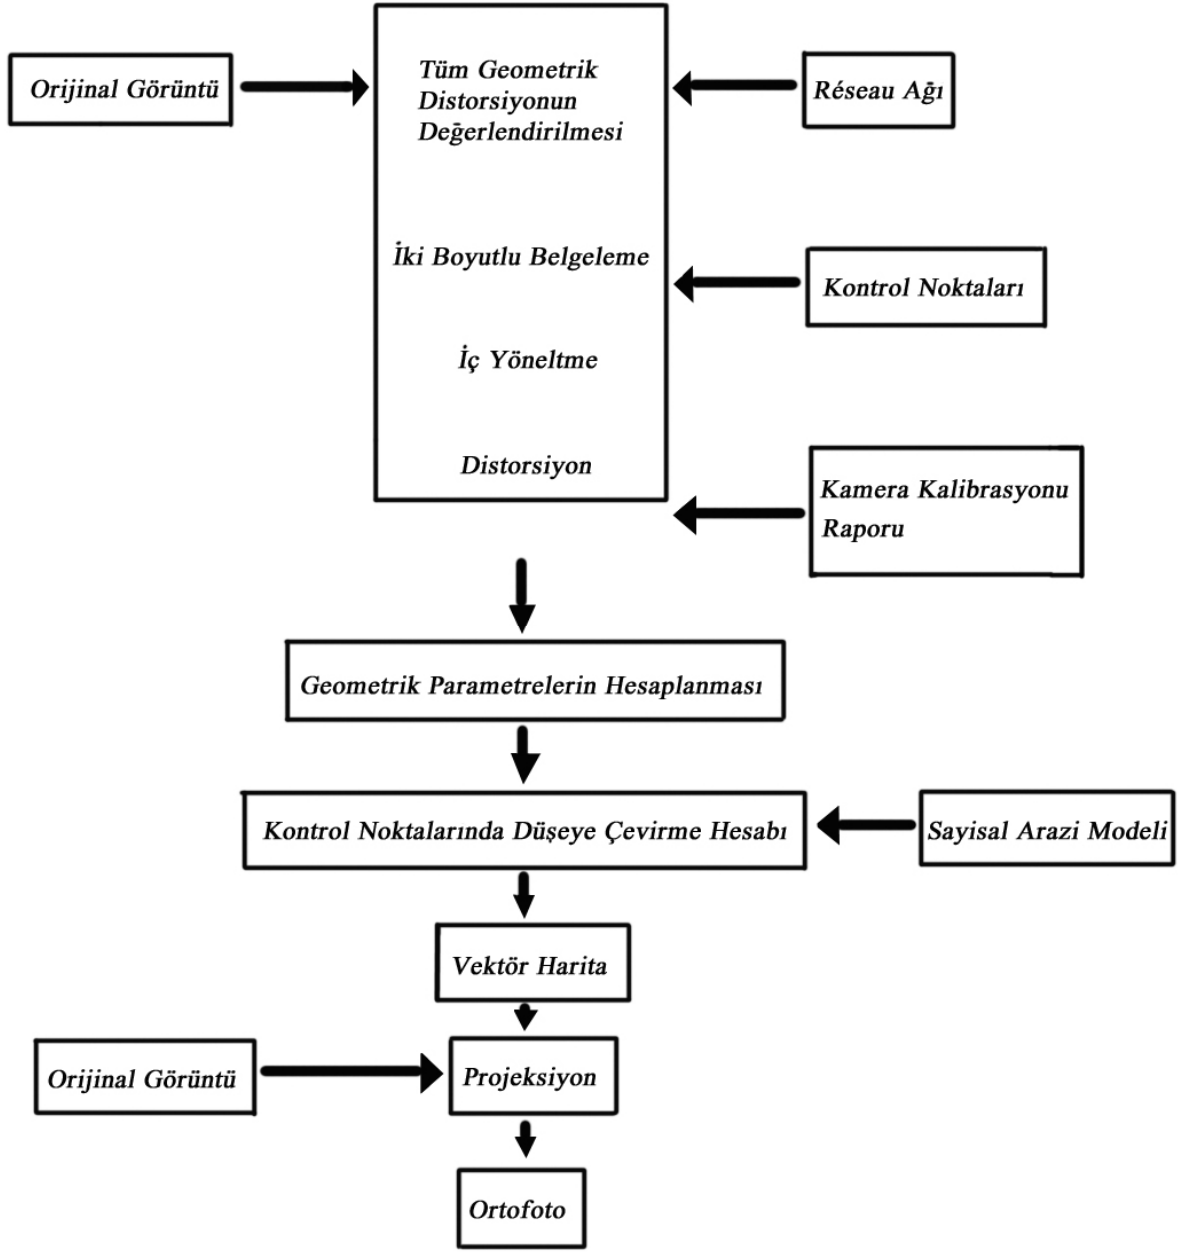 Orijinal Görüntü
Tüm Geometrik
Distorsiyonun
Değerlendirilmesi
Réseau Ağı
İki Boyutlu Belgeleme
Kontrol Noktaları
İç Yöneltme
Distorsiyon
Kamera Kalibrasyonu
Raporu
Geometrik Parametrelerin Hesaplanması
Kontrol Noktalarında Düşeye Çevirme Hesabı
Sayisal Arazi Modeli
Vektör Harita
Orijinal Görüntü
Projeksiyon
Ortofoto